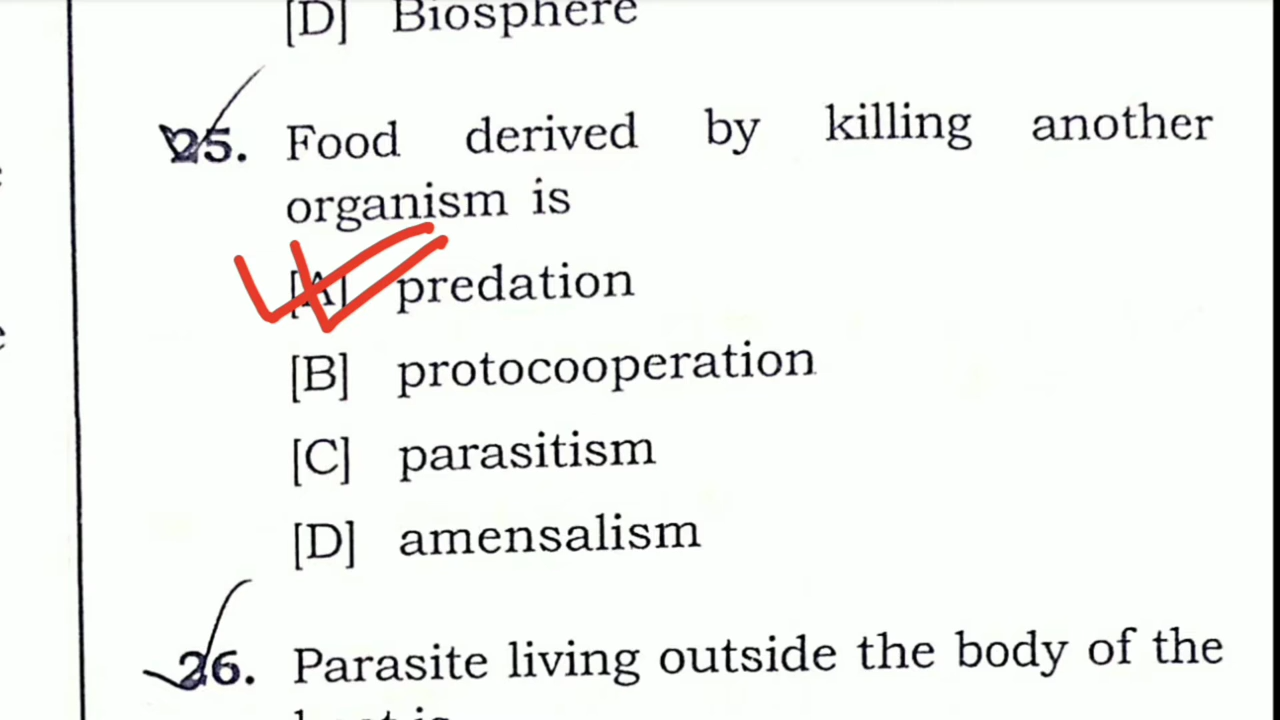 [D] Biosphere
25. Food derived by killing another
organism is
[A] predation
[B] protocooperation
[C] parasitism
[D] amensalism
26. Parasite living outside the body of the